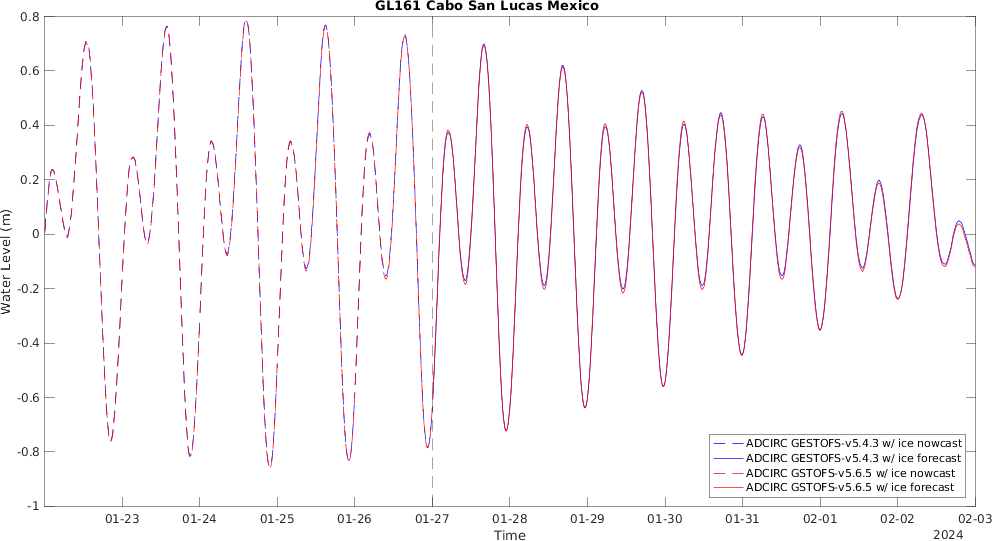 GL161 Cabo San Lucas Mexico
0.8
0.6
0.4
0.2
0
-0.2
-0.4
-0.6
-0.8
-1
Water Level (m)
ADCIRC GESTOFS-v5.4.3 w/ ice nowcast
ADCIRC GESTOFS-v5.4.3 w/ ice forecast
ADCIRC GSTOFS-v5.6.5 w/ ice nowcast
ADCIRC GSTOFS-v5.6.5 w/ ice forecast
01-23 01-24 01-25 01-26 01-27 01-28 01-29 01-30 01-31 02-01 02-02 02-03
Time
2024